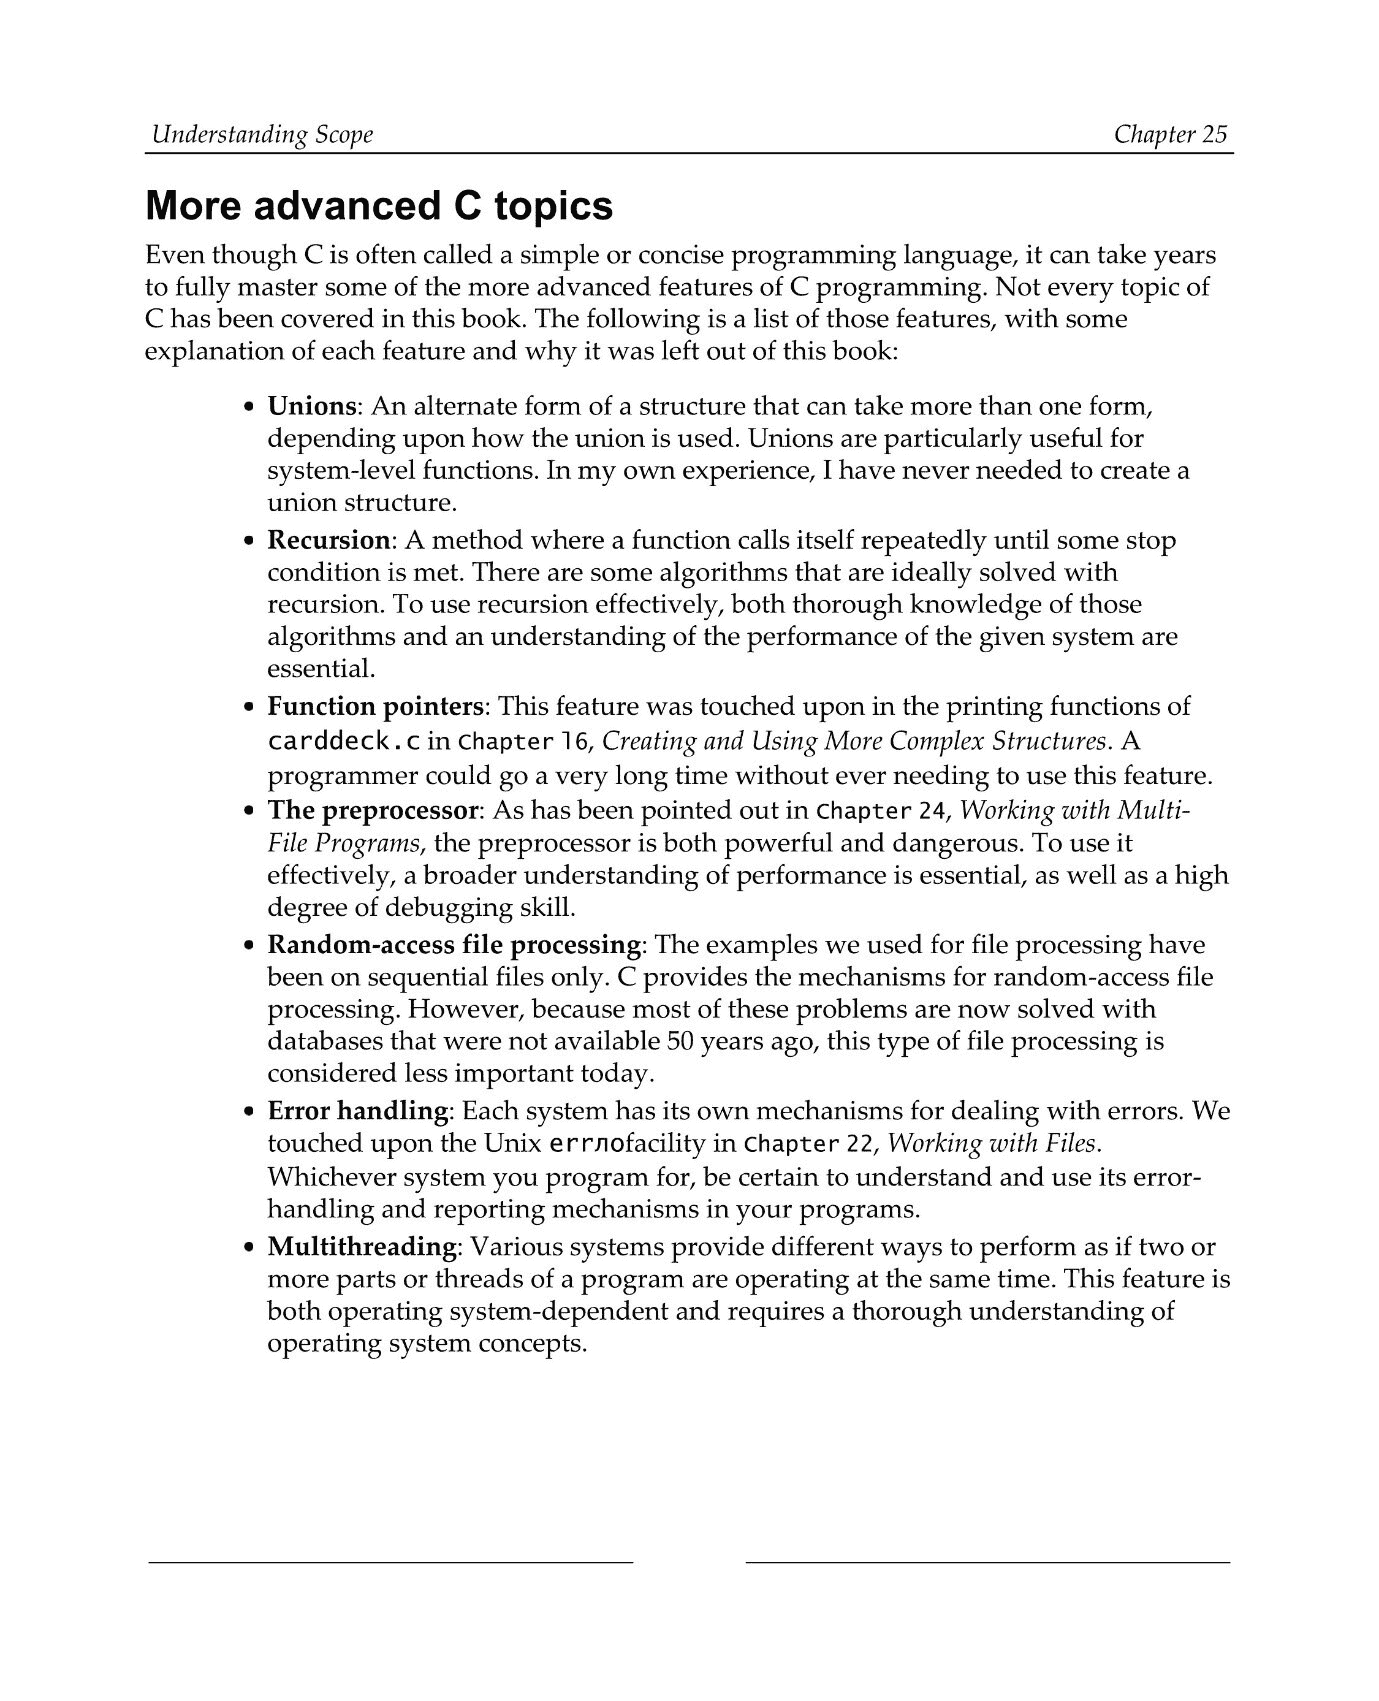 Understanding Scope Chapter 25
More advanced C topics
Even though C is often called a simple or concise programming language, it can take years
to fully master some of the more advanced features of C programming. Not every topic of
C has been covered in this book. The following is a list of those features, with some
explanation of each feature and why it was left out of this book:
• Unions: An alternate form of a structure that can take more than one form,
depending upon how the union is used. Unions are particularly useful for
system-level functions. In my own experience, I have never needed to create a
union structure.
• Recursion: A method where a function calls itself repeatedly until some stop
condition is met. There are some algorithms that are ideally solved with
recursion. To use recursion effectively, both thorough knowledge of those
algorithms and an understanding of the performance of the given system are
essential.
• Function pointers: This feature was touched upon in the printing functions of
carddeck.c in Chapter 16, Creating and Using More Complex Structures. A
programmer could go a very long time without ever needing to use this feature.
• The preprocessor: As has been pointed out in Chapter 24, Working with Multi-
File Programs, the preprocessor is both powerful and dangerous. To use it
effectively, a broader understanding of performance is essential, as well as a high
degree of debugging skill.
• Random-access file processing: The examples we used for file processing have
been on sequential files only. C provides the mechanisms for random-access file
processing. However, because most of these problems are now solved with
databases that were not available 50 years ago, this type of file processing is
considered less important today.
• Error handling: Each system has its own mechanisms for dealing with errors. We
touched upon the Unix errлofacility in Chapter 22, Working with Files.
Whichever system you program for, be certain to understand and use its error-
handling and reporting mechanisms in your programs.
• Multithreading: Various systems provide different ways to perform as if two or
more parts or threads of a program are operating at the same time. This feature is
both operating system-dependent and requires a thorough understanding of
operating system concepts.